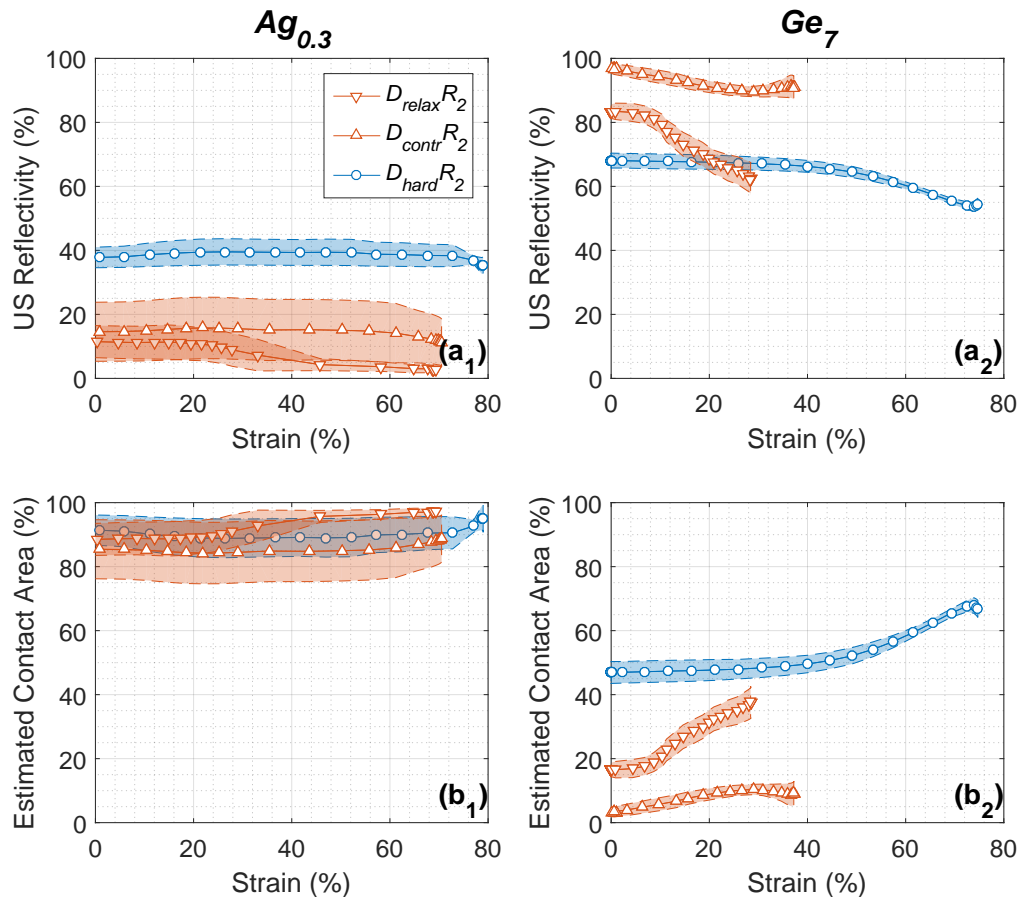 Ag0.3
Ge7
US Reflectivity (%)
100
80
60
40
20
0
DrelaxR2
DcontrR2
DhardR2
(a1)
0 20 40 60 80
Strain (%)
US Reflectivity (%)
100
80
60
40
20
0
(a2)
0 20 40 60 80
Strain (%)
Estimated Contact Area (%)
100
80
60
40
20
0
(b1)
0 20 40 60 80
Strain (%)
Estimated Contact Area (%)
100
80
60
40
20
0
(b2)
0 20 40 60 80
Strain (%)